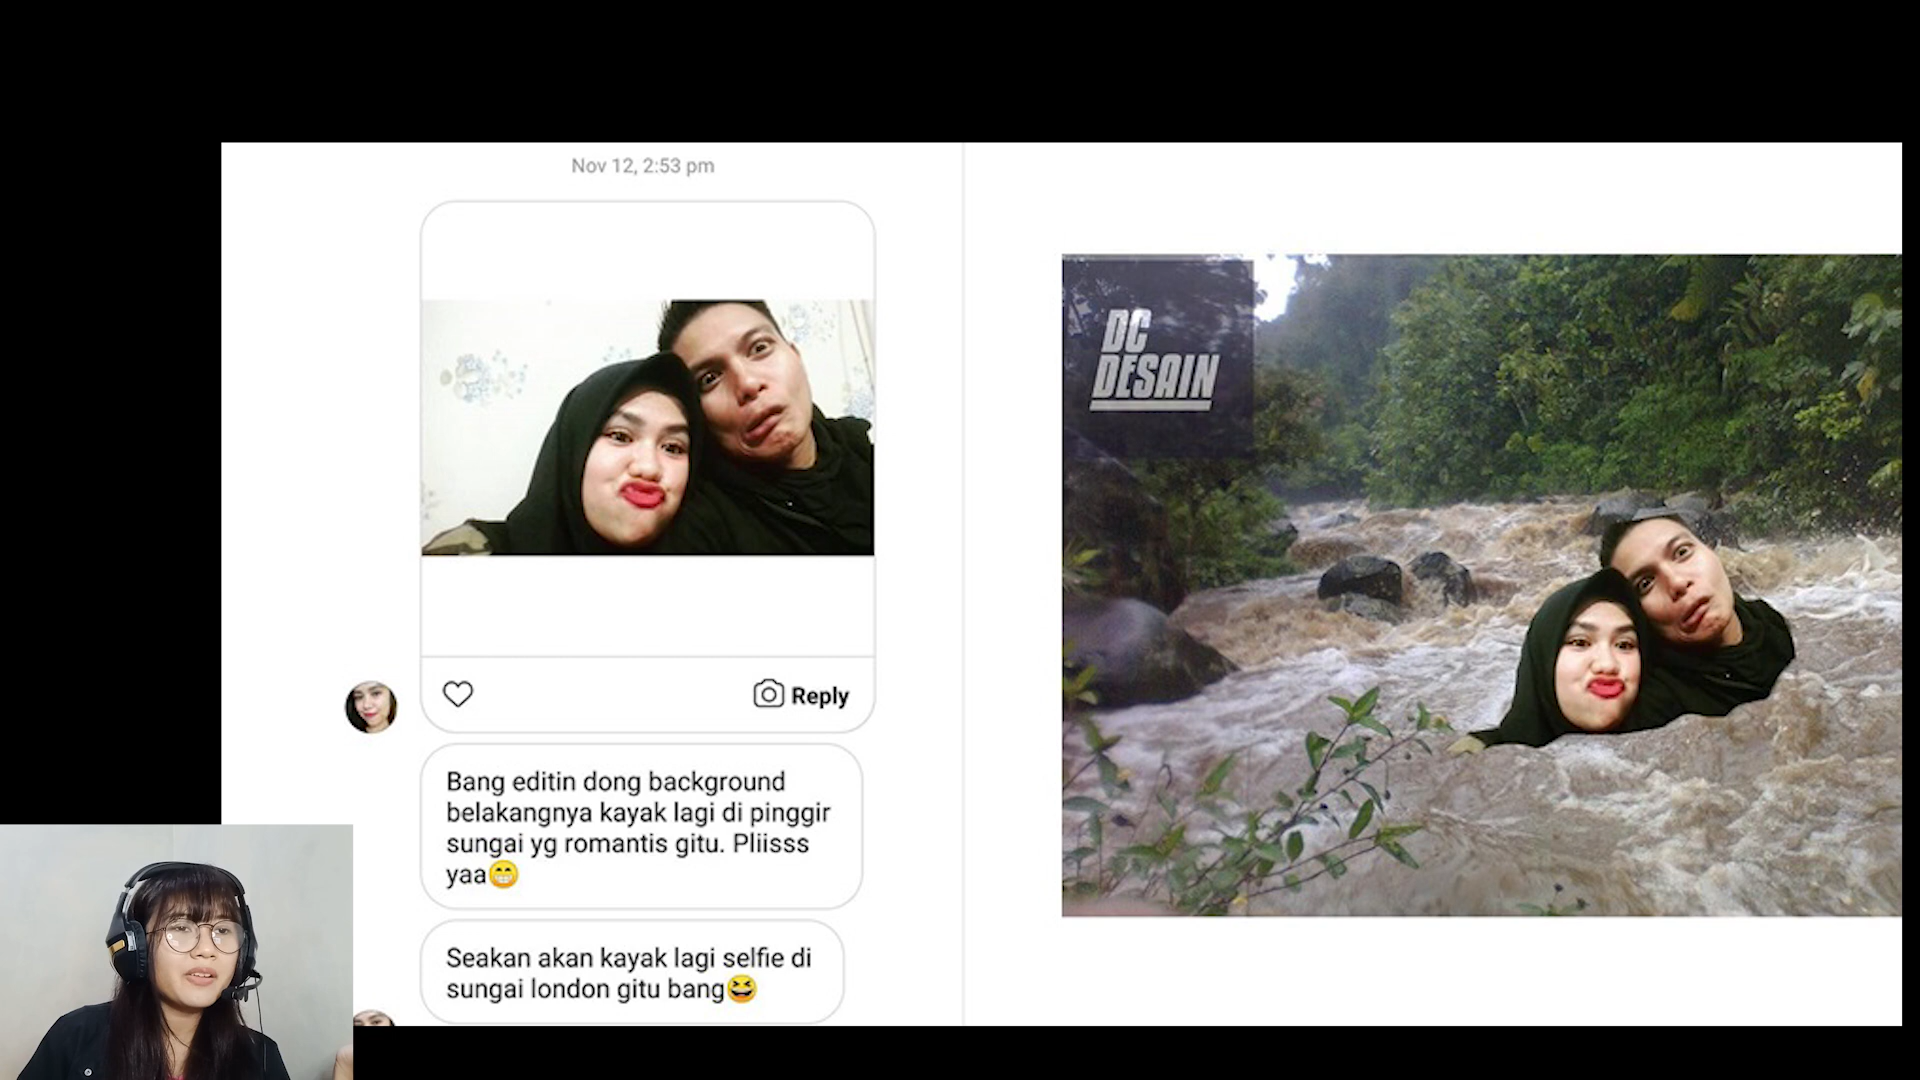 Nov 12, 2:53 pm
Reply
Bang editin dong background
belakangnya kayak lagi di pinggir
sungai yg romantis gitu. Pliisss
yaa😁
Seakan akan kayak lagi selfie di
sungai london gitu bang😆
DC
DESAIN